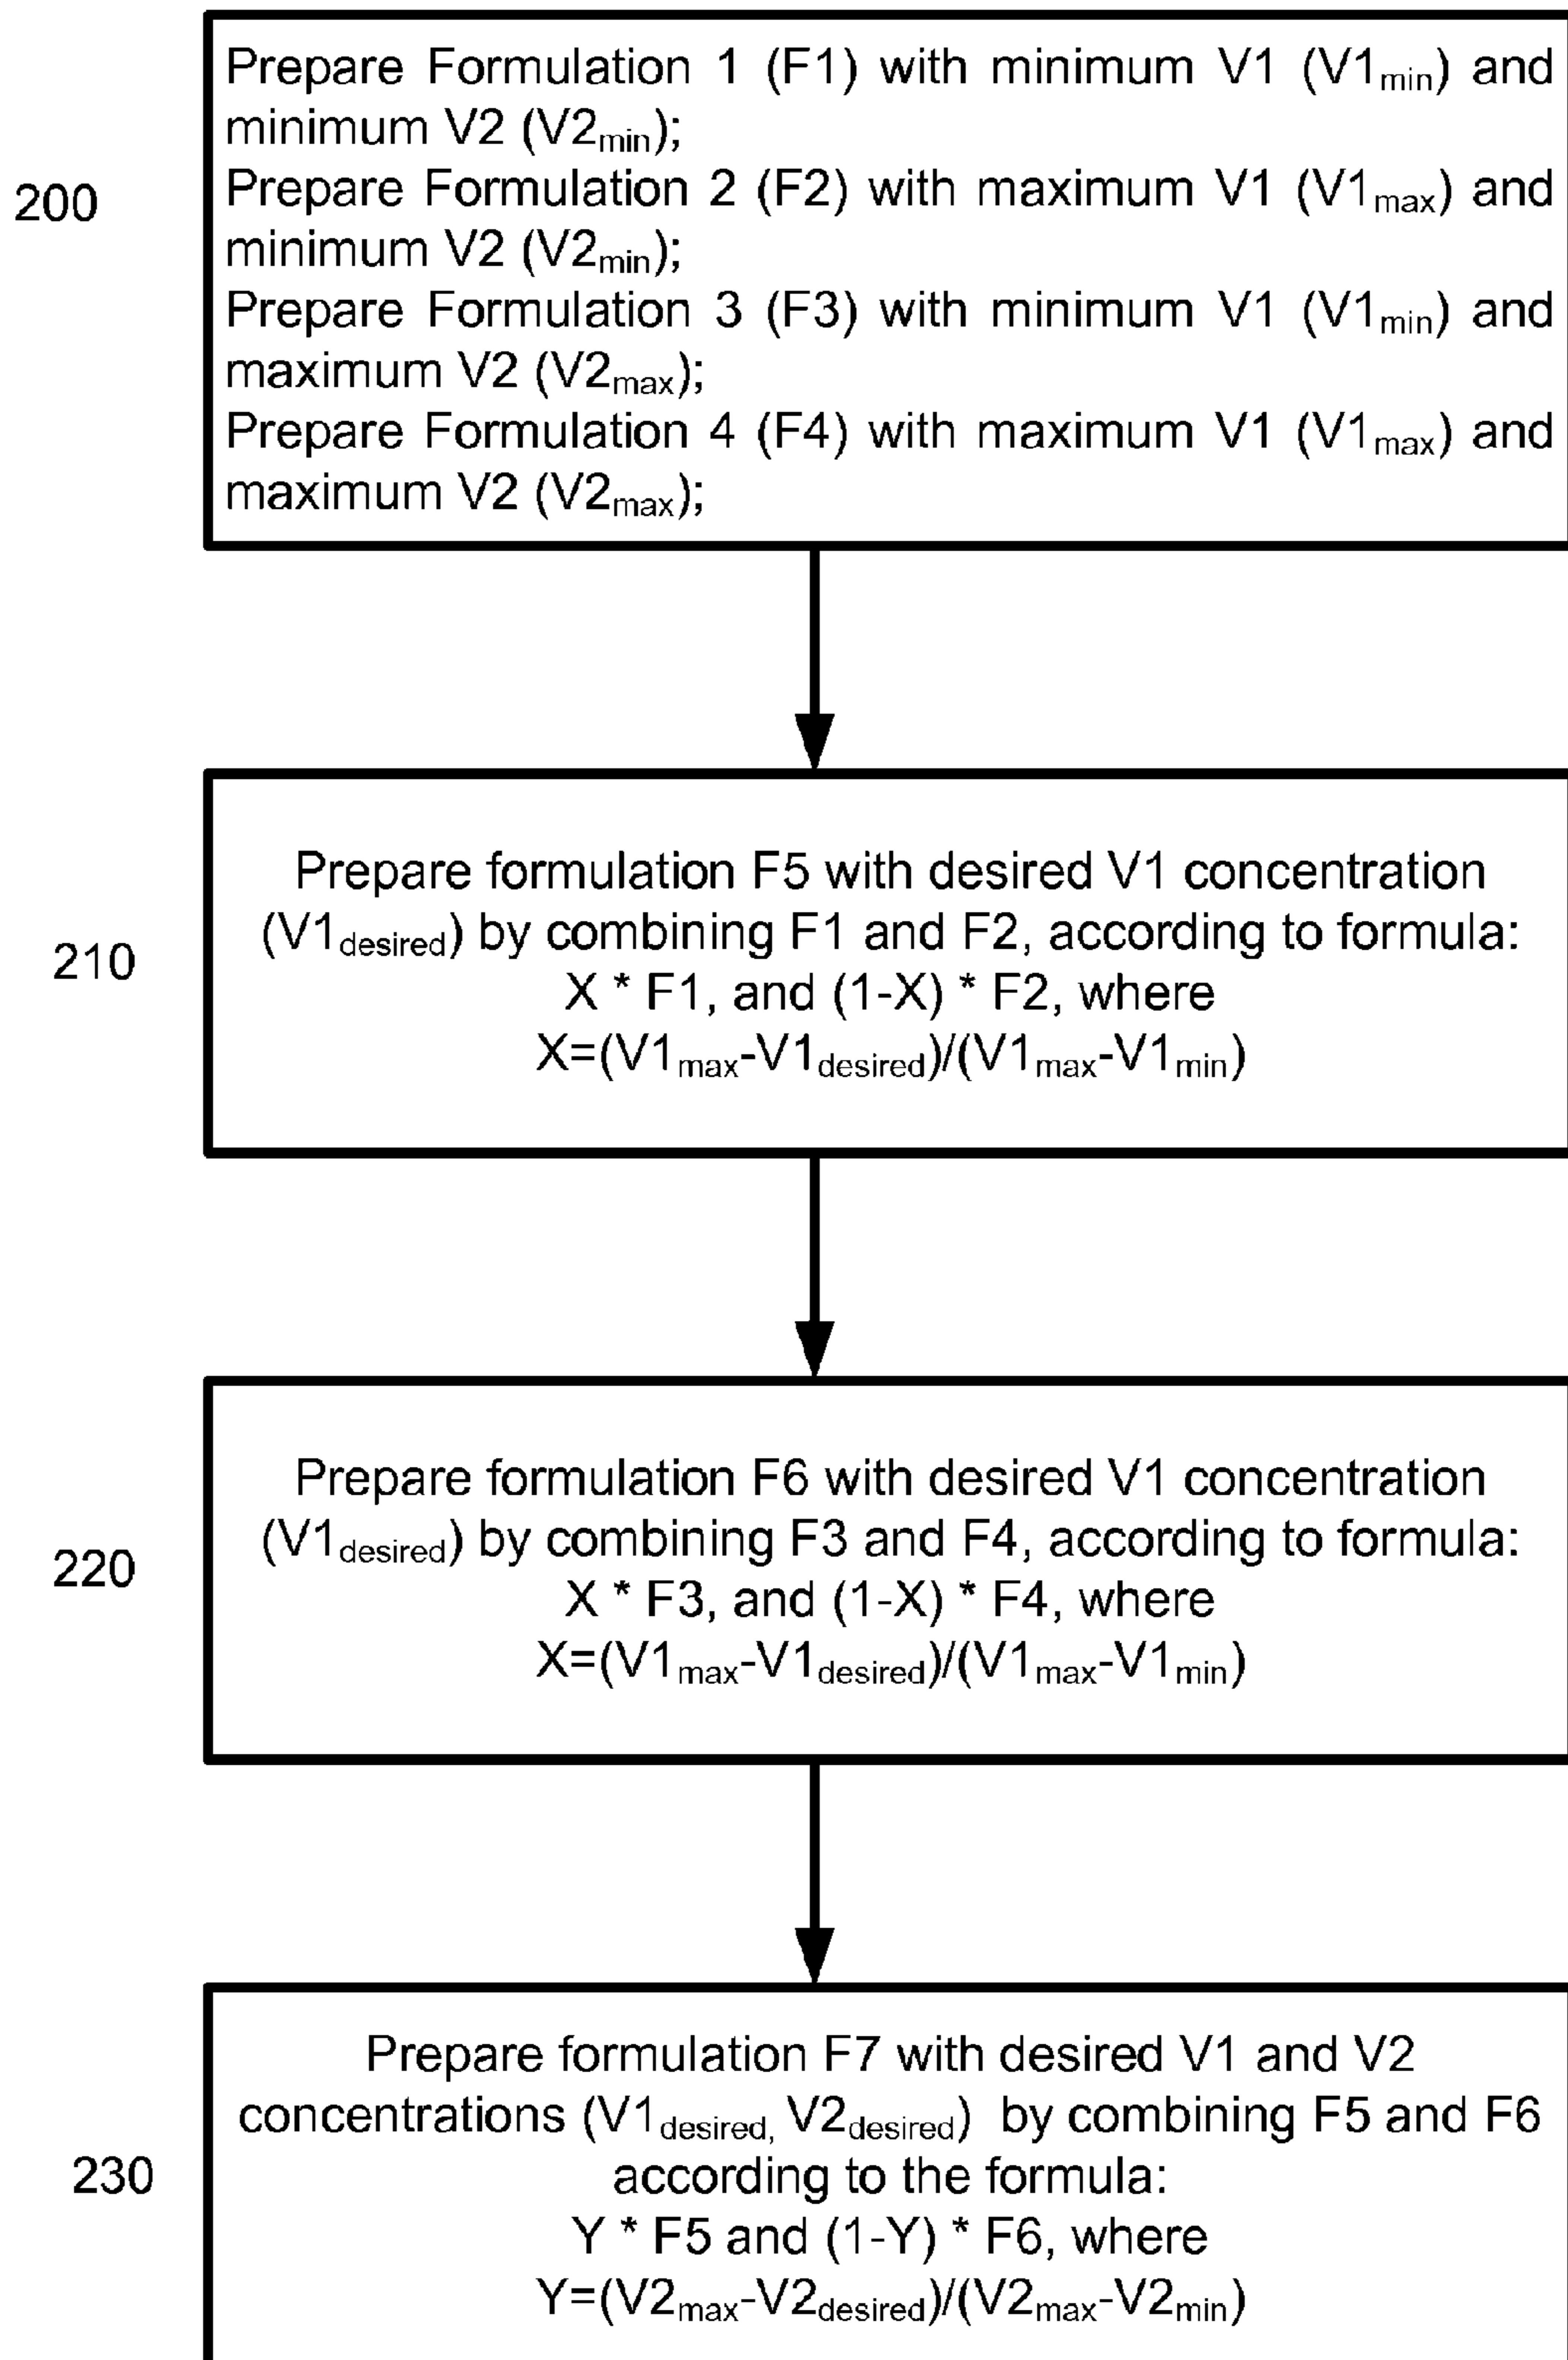 Prepare Formulation 1 (F1) with minimum V1 (V1min) and
minimum V2 (V2min);
200
Prepare Formulation 2 (F2) with maximum V1 (V1max) and
minimum V2 (V2min);
Prepare Formulation 3 (F3) with minimum V1 (V1min) and
maximum V2 (V2max);
Prepare Formulation 4 (F4) with maximum V1 (V1max) and
maximum V2 (V2max);
210
Prepare formulation F5 with desired V1 concentration
(V1desired) by combining F1 and F2, according to formula:
X * F1, and (1-X) * F2, where
X=(V1max-V1desired)/(V1max-V1min)
220
Prepare formulation F6 with desired V1 concentration
(V1desired) by combining F3 and F4, according to formula:
X * F3, and (1-X) * F4, where
X=(V1max-V1desired)/(V1max-V1min)
230
Prepare formulation F7 with desired V1 and V2
concentrations (V1desired, V2desired) by combining F5 and F6
according to the formula:
Y * F5 and (1-Y) * F6, where
Y=(V2max-V2desired)/(V2max-V2min)